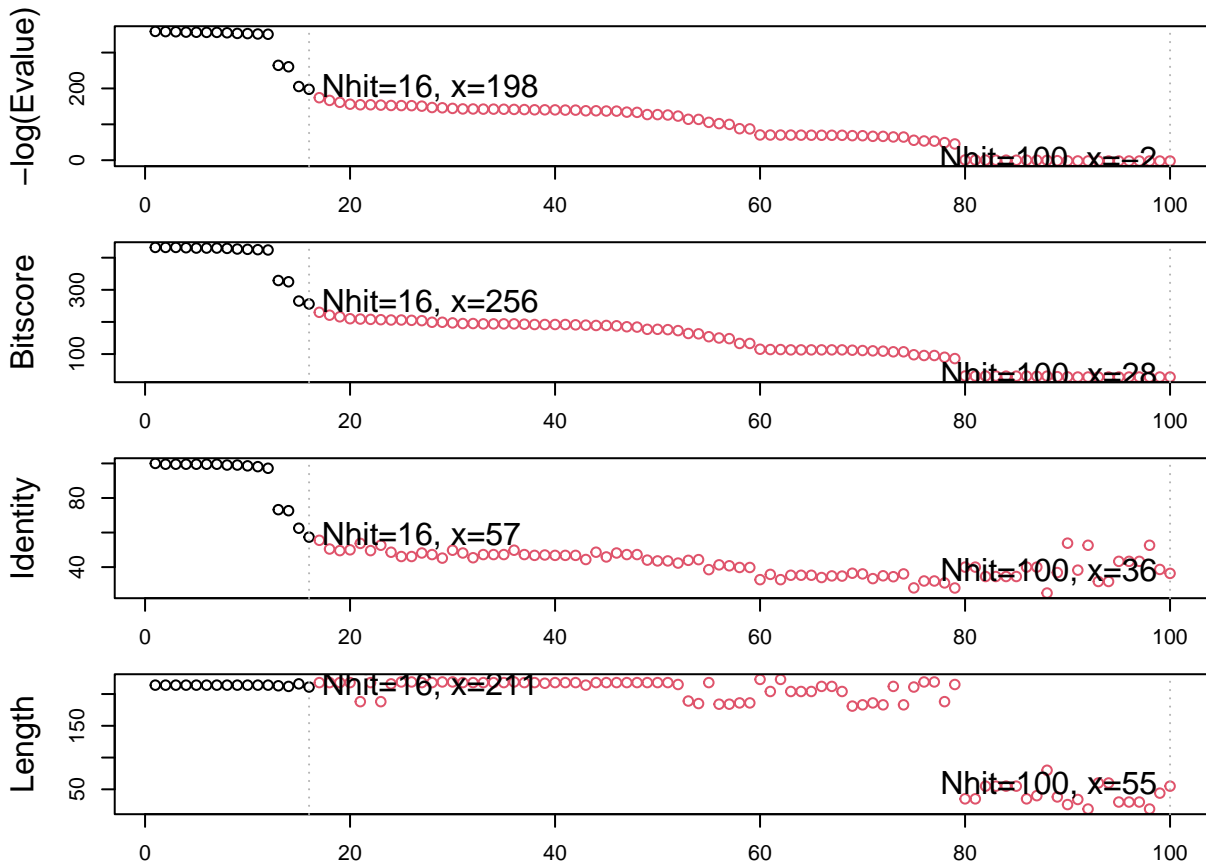 −log(Evalue)
200
0
Nhit=16, x=198
Nhit=100, x=−2
0 20 40 60 80 100
Bitscore
300
100
Nhit=16, x=256
Nhit=100, x=28
0 20 40 60 80 100
Identity
80
40
Nhit=16, x=57
Nhit=100, x=36
0 20 40 60 80 100
Length
150
50
Nhit=16, x=211
Nhit=100, x=55
0 20 40 60 80 100